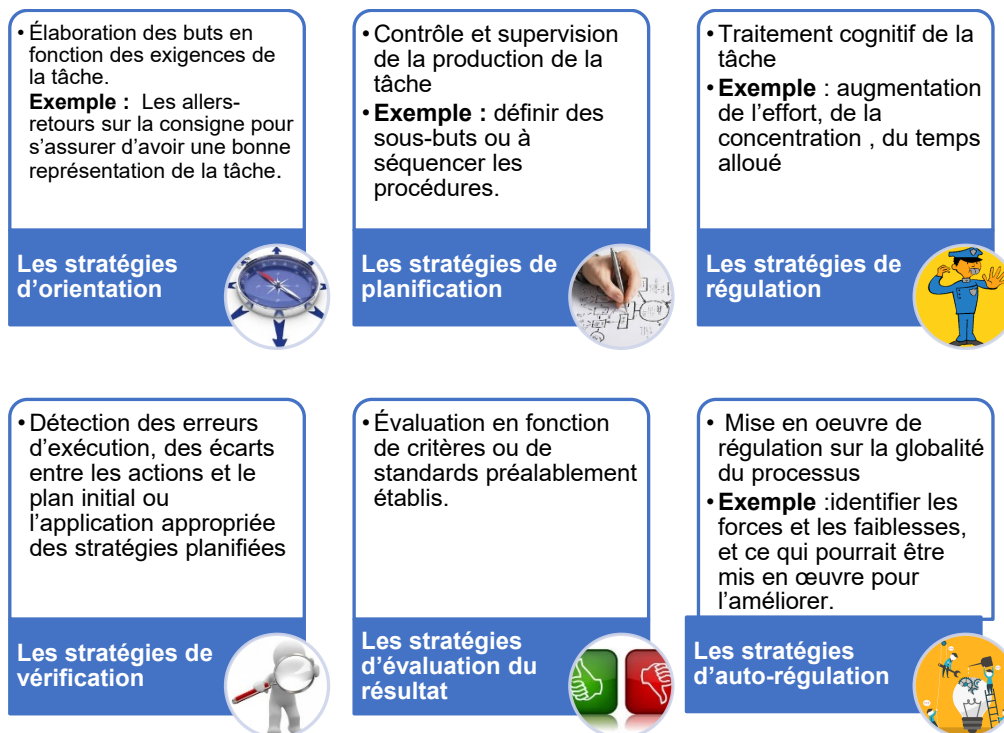 • Élaboration des buts en
fonction des exigences de
la tâche.
Exemple : Les allers-
retours sur la consigne pour
s'assurer d'avoir une bonne
représentation de la tâche.
Les stratégies
d'orientation
• Contrôle et supervision
de la production de la
tâche
• Exemple : définir des
sous-buts ou à
séquencer les
procédures.
Les stratégies de
planification
• Traitement cognitif de la
tâche
• Exemple : augmentation
de l'effort, de la
concentration , du temps
alloué
Les stratégies de
régulation
• Détection des erreurs
d'exécution, des écarts
entre les actions et le
plan initial ou
l'application appropriée
des stratégies planifiées
Les stratégies de
vérification
• Évaluation en fonction
de critères ou de
standards préalablement
établis.
Les stratégies
d'évaluation du
résultat
• Mise en oeuvre de
régulation sur la globalité
du processus
• Exemple :identifier les
forces et les faiblesses,
et ce qui pourrait être
mis en œuvre pour
l'améliorer.
Les stratégies
d'auto-régulation